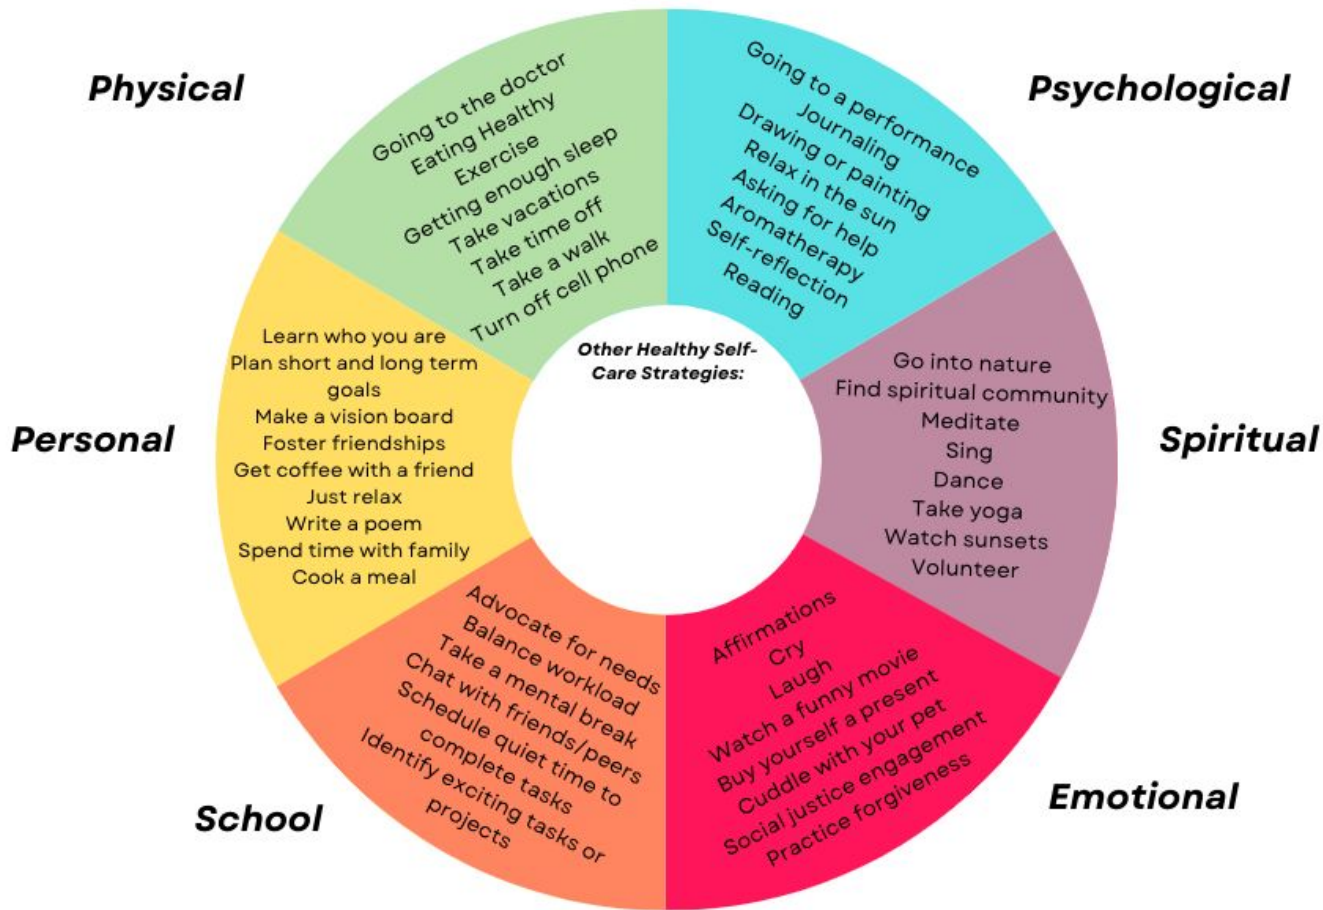 Physical
Going to the doctor
Eating Healthy
Exercise
Getting enough sleep
Take vacations
Take time off
Take a walk
Turn off cell phone
Psychological
Going to a performance
Journaling
Drawing or painting
Relax in the sun
Asking for help
Aromatherapy
Self-reflection
Reading
Other Healthy Self-
Care Strategies:
Personal
Learn who you are
Plan short and long term
goals
Make a vision board
Foster friendships
Get coffee with a friend
Just relax
Write a poem
Spend time with family
Cook a meal
Spiritual
Go into nature
Find spiritual community
Meditate
Sing
Dance
Take yoga
Watch sunsets
Volunteer
School
Advocate for needs
Balance workload
Take a mental break
Chat with friends/peers
Schedule quiet time to
complete tasks
Identify exciting tasks or
projects
Emotional
Affirmations
Cry
Laugh
Watch a funny movie
Buy yourself a present
Cuddle with your pet
Social justice engagement
Practice forgiveness